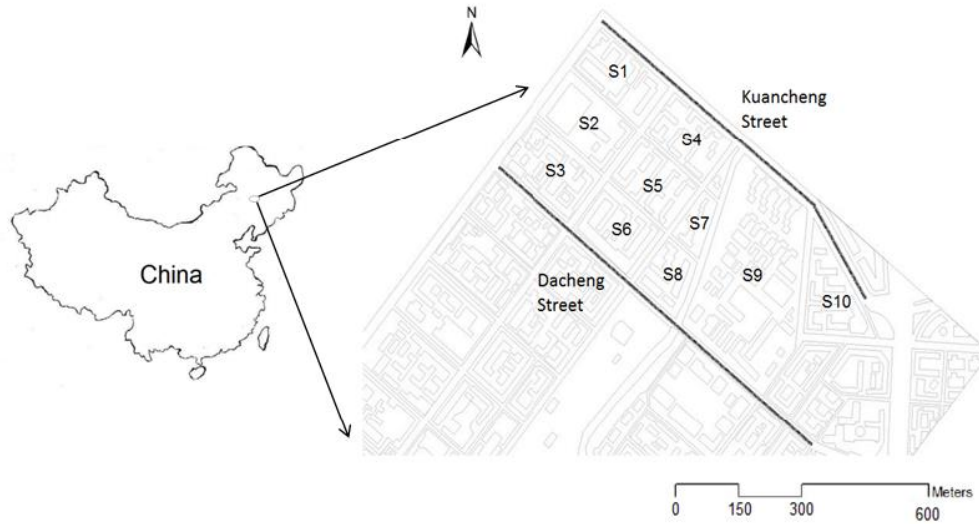 N
S1
Kuancheng
Street
S2
S4
S3
S5
S7
S6
China
Dacheng
Street
S8
S9
S10
Meters
0 150 300 600